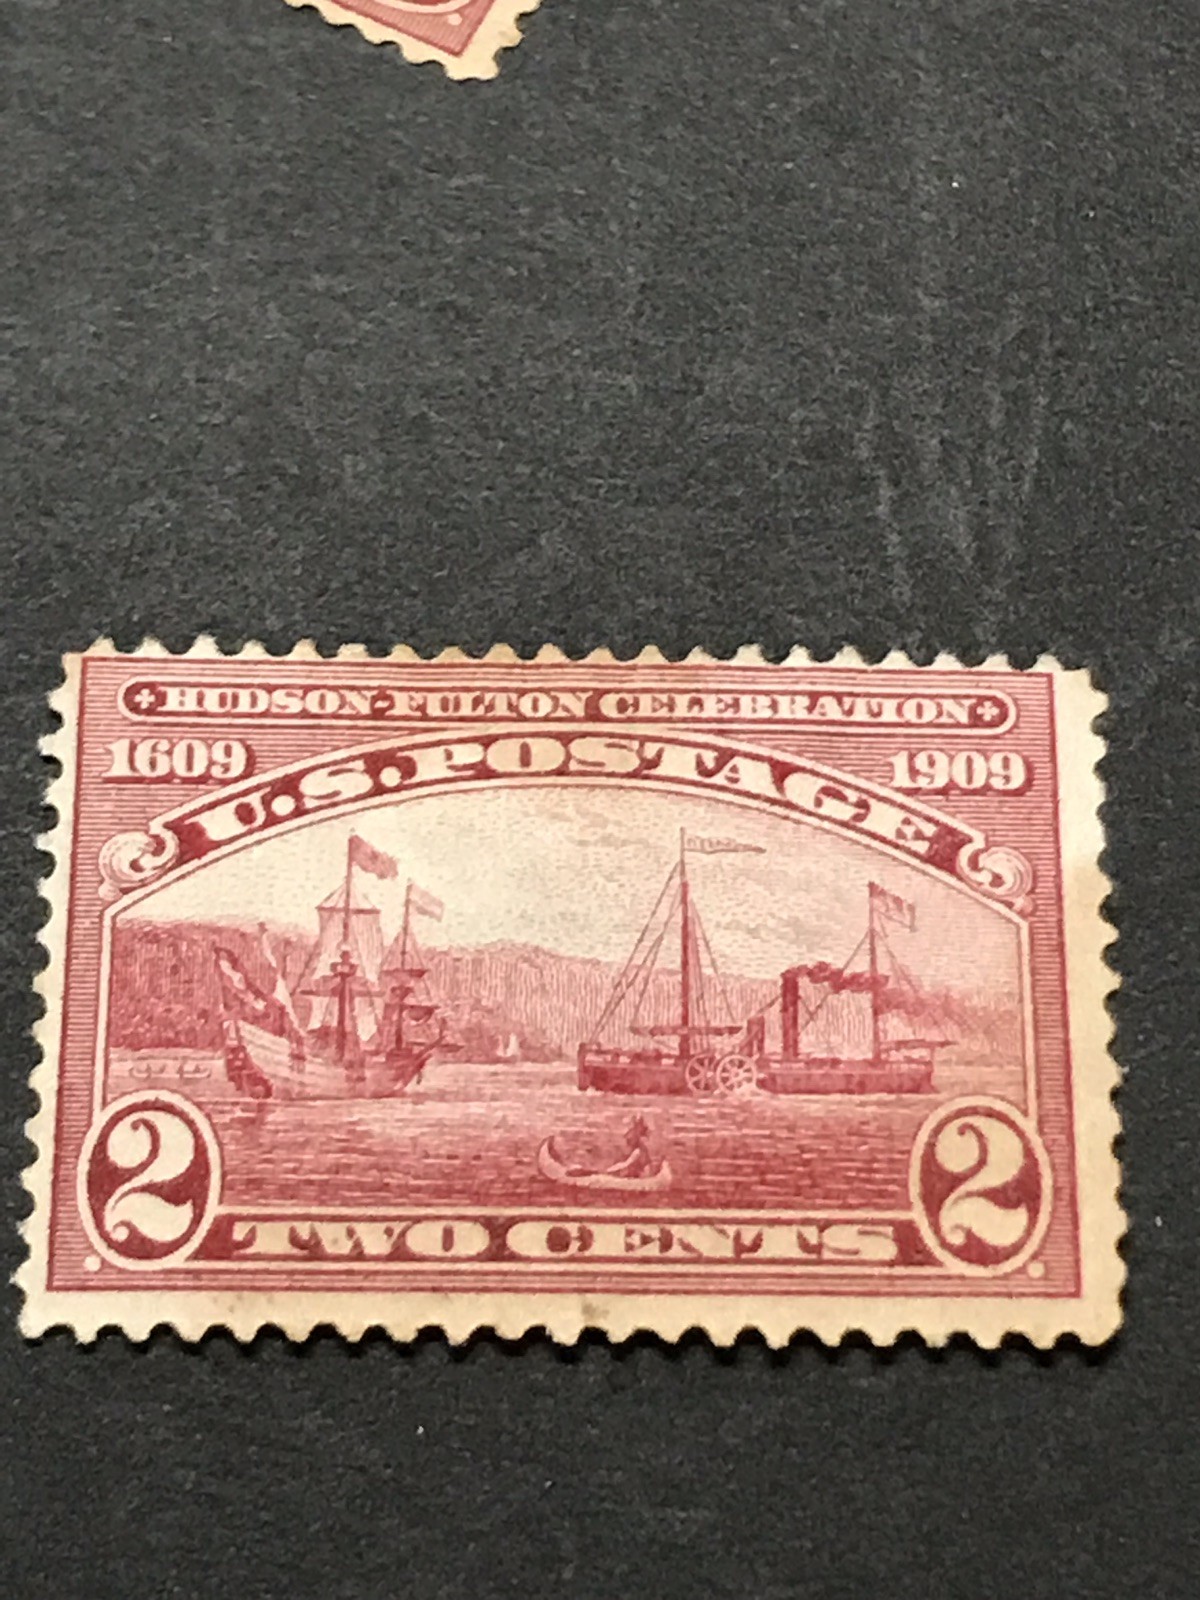 HUDSON-FULTON CELEBRATION
1609 1909
U.S. POSTAGE
2 2
TWO CENTS